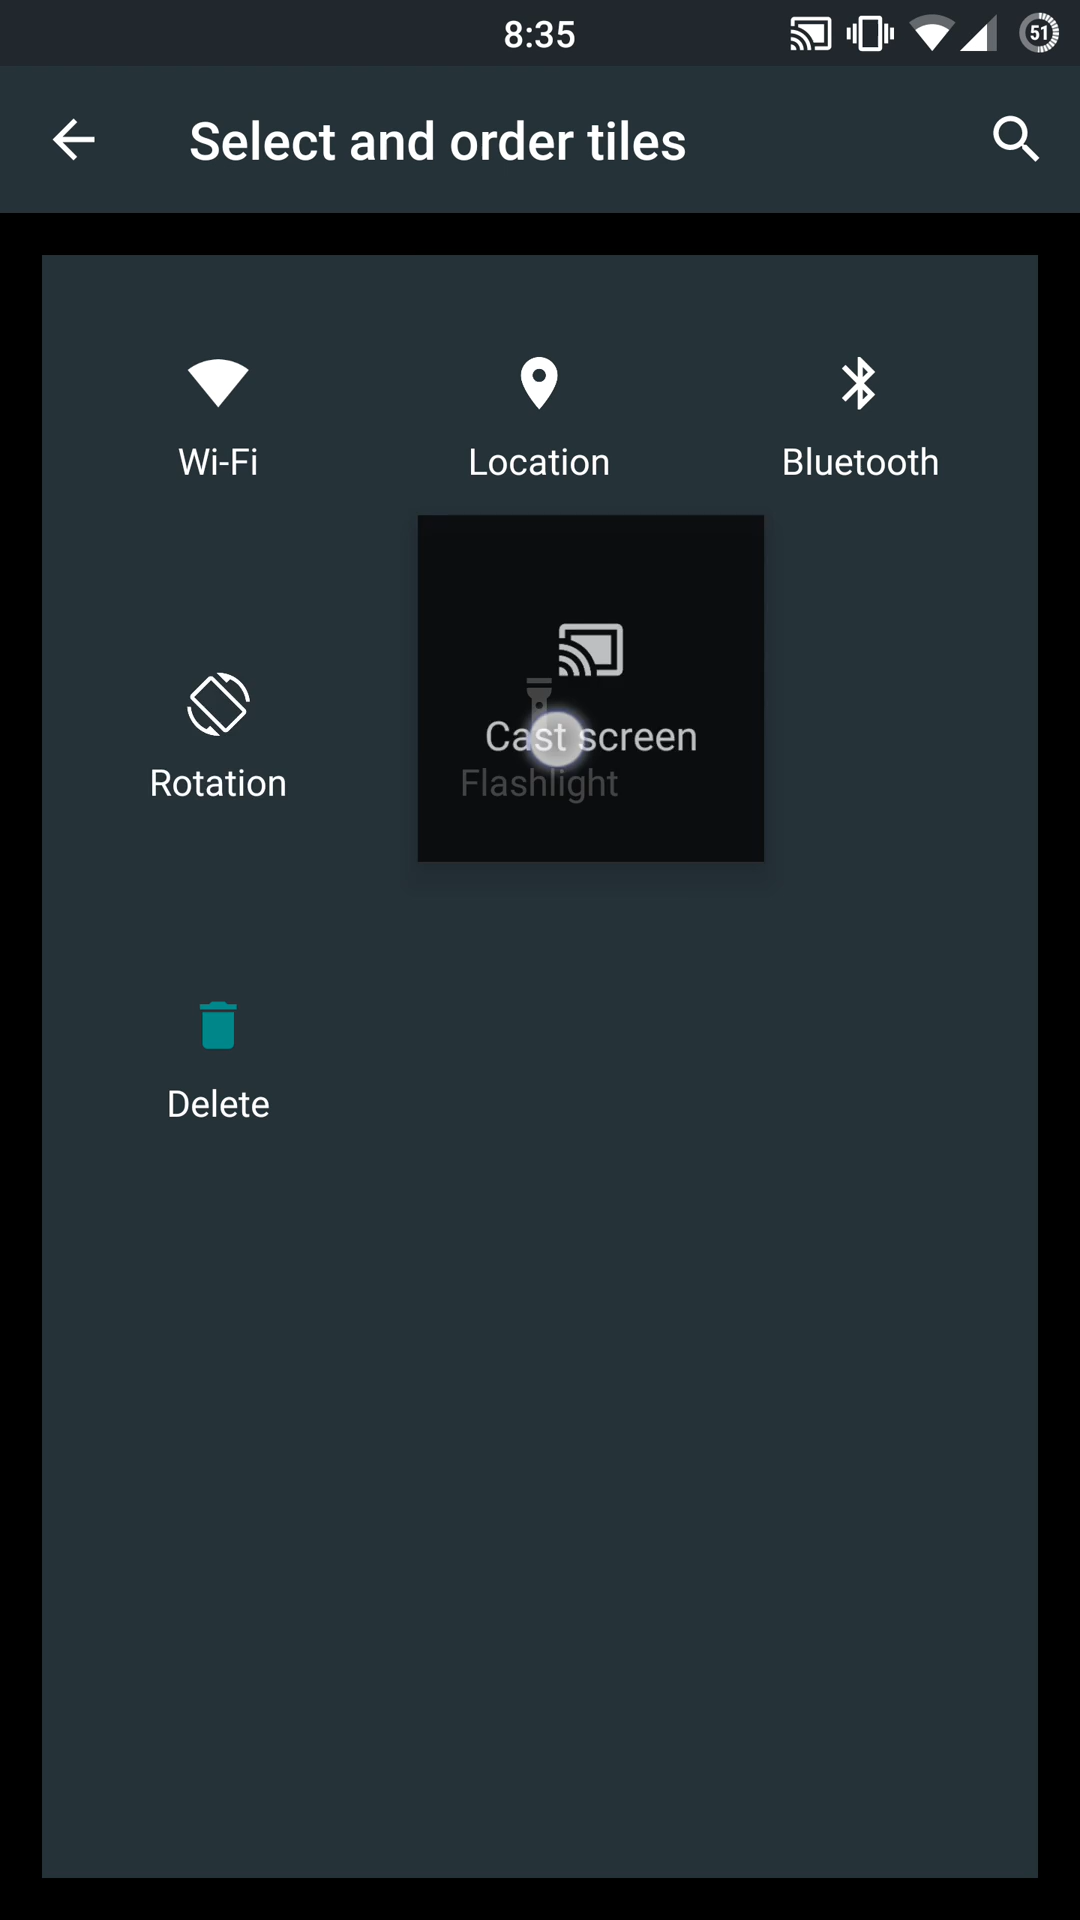 8:35
51
Select and order tiles
Wi-Fi
Location
Bluetooth
Cast screen
Rotation
Flashlight
Delete